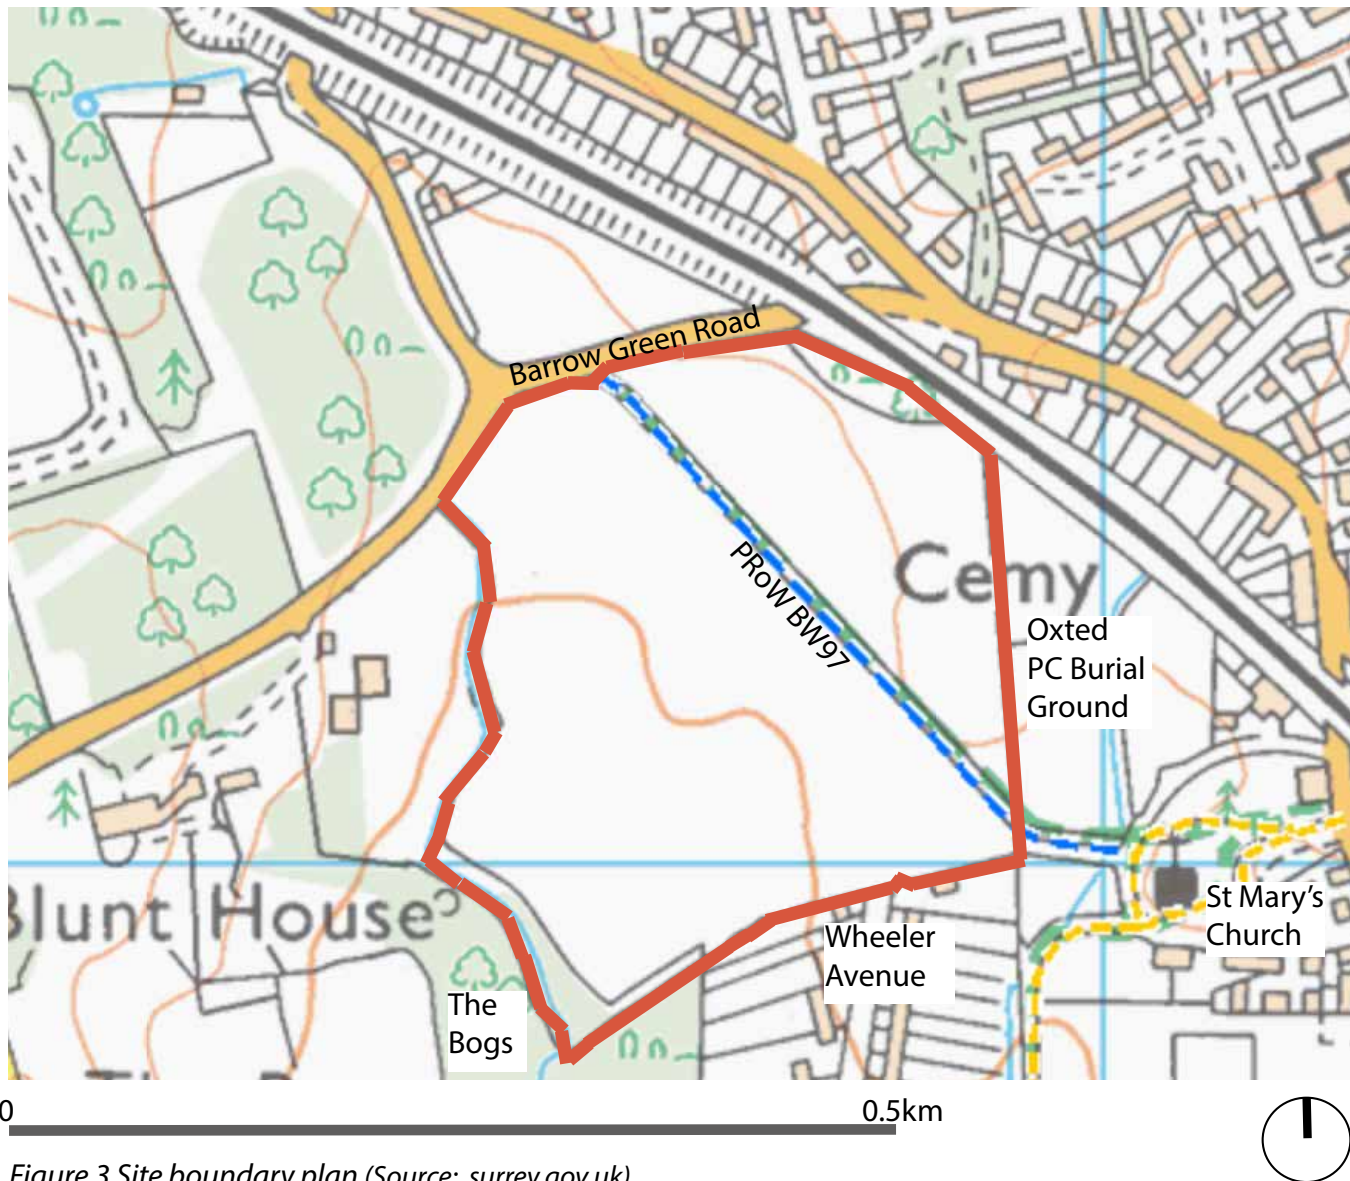 Barrow Green Road
PRoW BW97
Cemy
Oxted
PC Burial
Ground
Blunt House
St Mary's
Church
Wheeler
Avenue
The
Bogs
0
0.5km
Figure 3 Site boundary plan (Source: surrey.gov.uk)